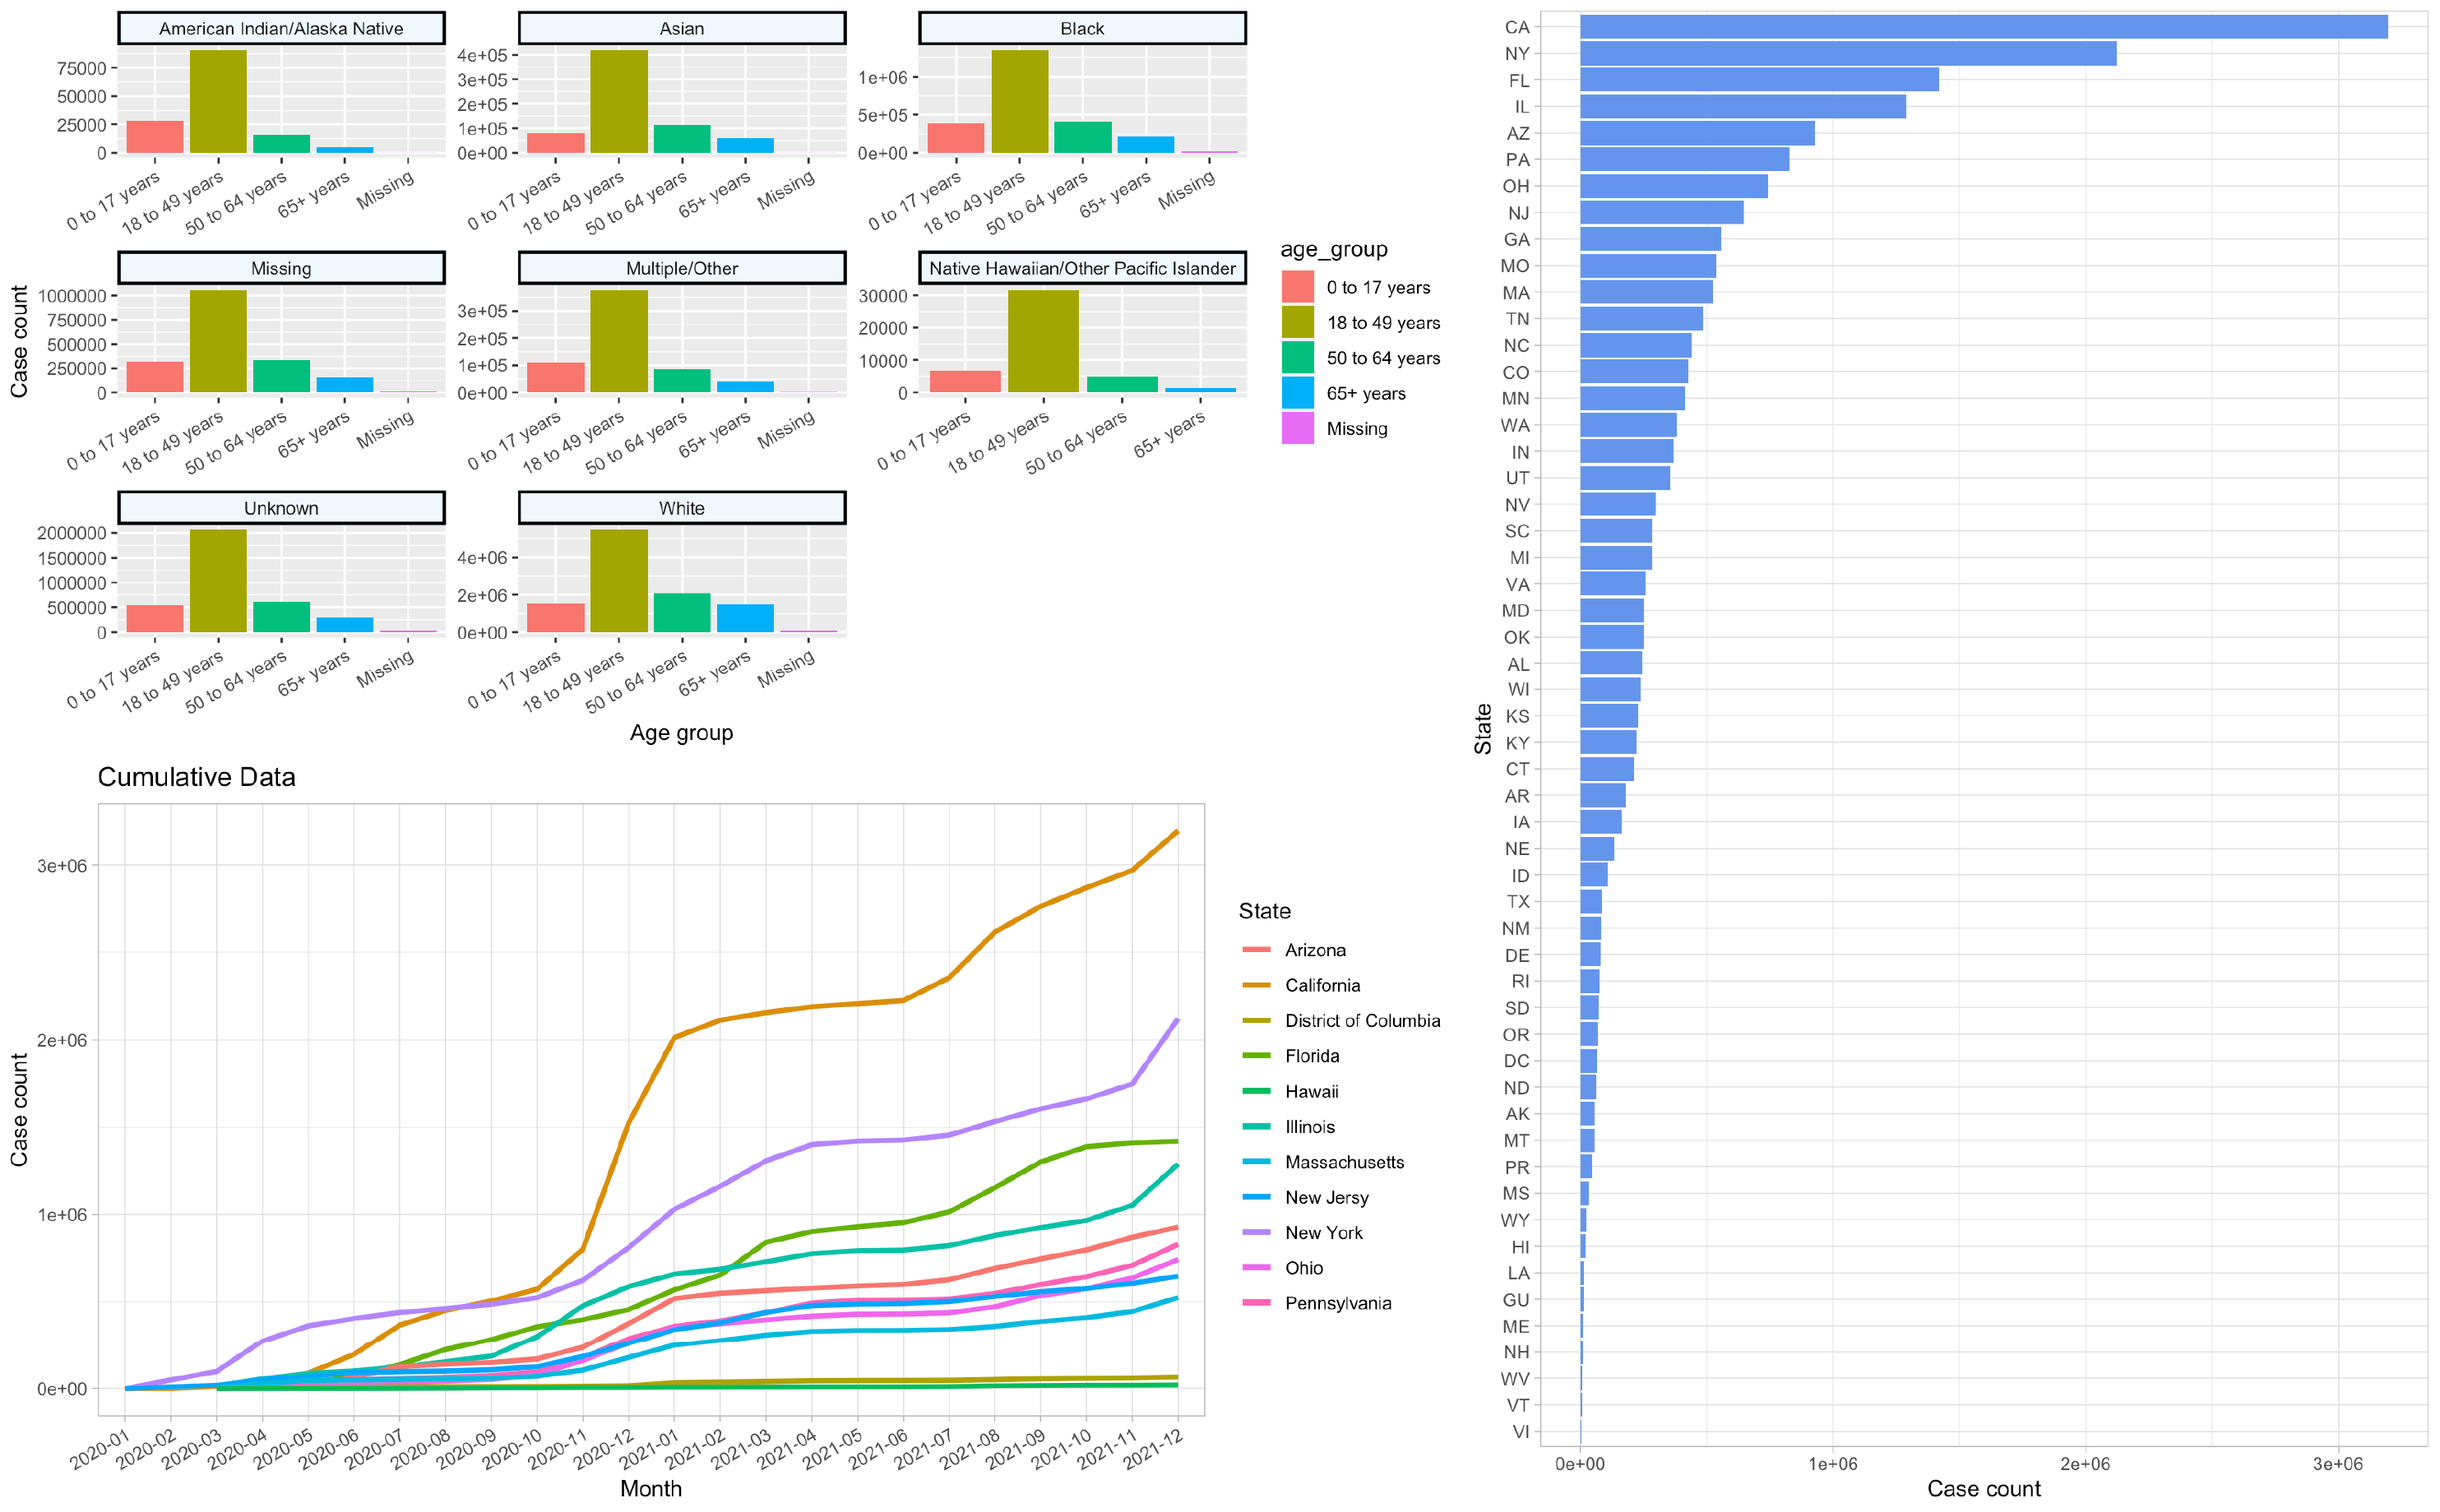 American Indian/Alaska Native
Asian
Black
75000
50000
25000
0
4e+05
3e+05
2e+05
1e+05
0e+00
1e+06
5e+05
0e+00
0 to 17 years
18 to 49 years
50 to 64 years
65+ years
Missing
0 to 17 years
18 to 49 years
50 to 64 years
65+ years
Missing
0 to 17 years
18 to 49 years
50 to 64 years
65+ years
Missing
Case count
Missing
Multiple/Other
Native Hawaiian/Other Pacific Islander
1000000
750000
500000
250000
0
3e+05
2e+05
1e+05
0e+00
30000
20000
10000
0
0 to 17 years
18 to 49 years
50 to 64 years
65+ years
Missing
0 to 17 years
18 to 49 years
50 to 64 years
65+ years
Missing
0 to 17 years
18 to 49 years
50 to 64 years
65+ years
Unknown
White
2000000
1500000
1000000
500000
0
4e+06
2e+06
0e+00
0 to 17 years
18 to 49 years
50 to 64 years
65+ years
Missing
0 to 17 years
18 to 49 years
50 to 64 years
65+ years
Missing
Age group
age_group
0 to 17 years
18 to 49 years
50 to 64 years
65+ years
Missing
Cumulative Data
Case count
3e+06
2e+06
1e+06
0e+00
2020-01
2020-02
2020-03
2020-04
2020-05
2020-06
2020-07
2020-08
2020-09
2020-10
2020-11
2020-12
2021-01
2021-02
2021-03
2021-04
2021-05
2021-06
2021-07
2021-08
2021-09
2021-10
2021-11
2021-12
Month
State
Arizona
California
District of Columbia
Florida
Hawaii
Illinois
Massachusetts
New Jersy
New York
Ohio
Pennsylvania
State
CA
NY
FL
IL
AZ
PA
OH
NJ
GA
MO
MA
TN
NC
CO
MN
WA
IN
UT
NV
SC
MI
VA
MD
OK
AL
WI
KS
KY
CT
AR
IA
NE
ID
TX
NM
DE
RI
SD
OR
DC
ND
AK
MT
PR
MS
WY
HI
LA
GU
ME
NH
WV
VT
VI
0e+00
1e+06
2e+06
3e+06
Case count